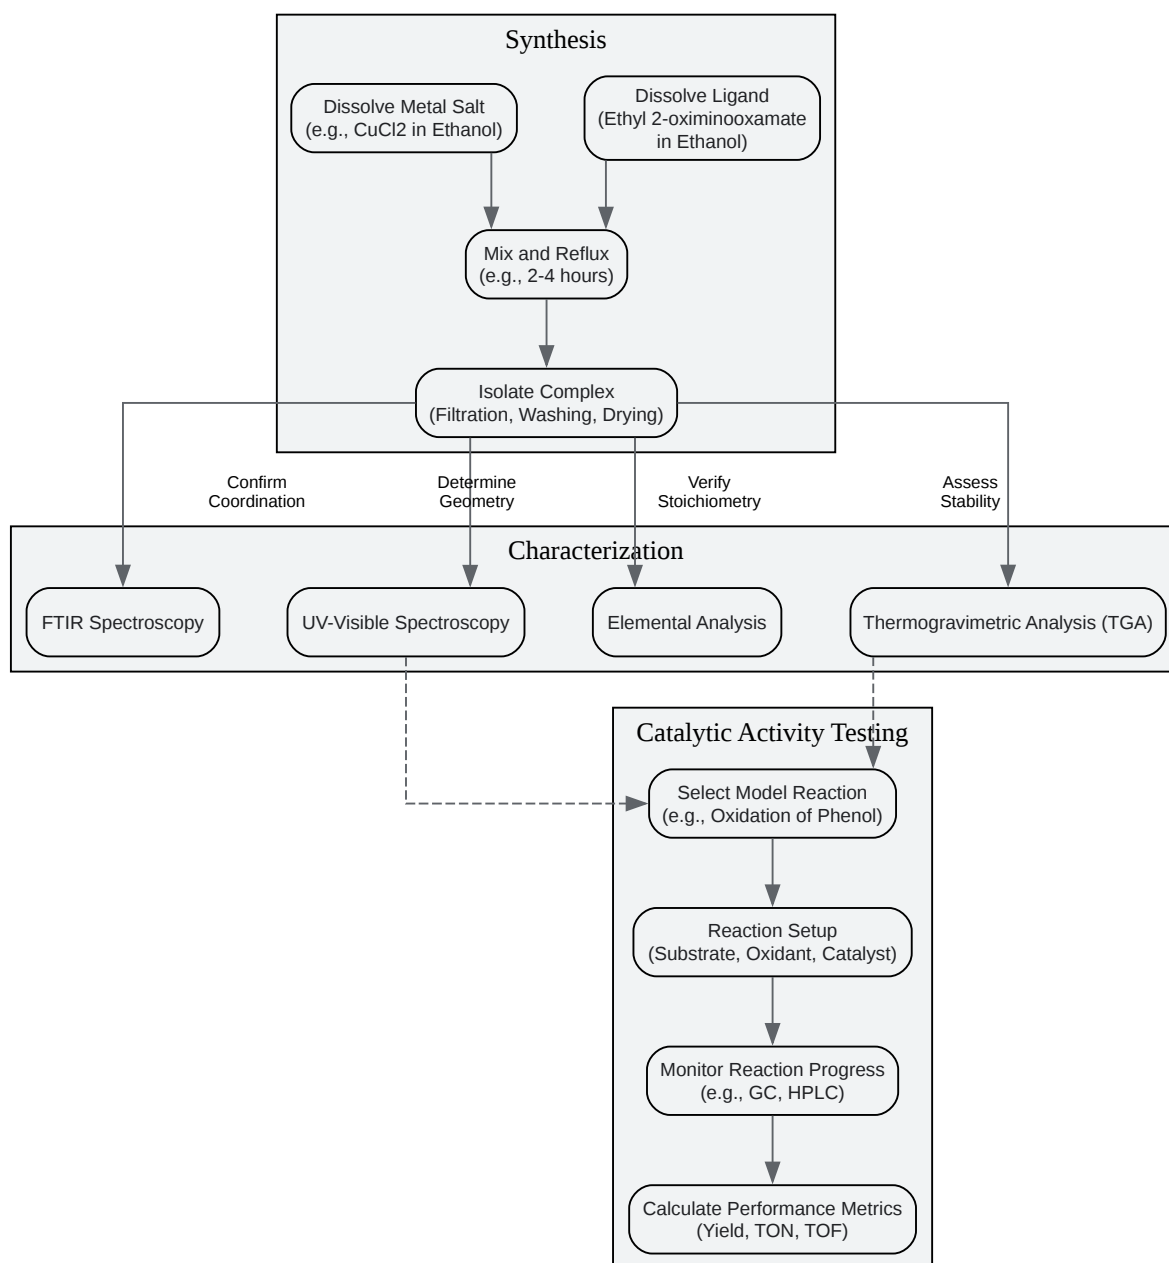 Synthesis
Dissolve Metal Salt
(e.g., CuCl2 in Ethanol)
Dissolve Ligand
(Ethyl 2-oximinooxamate
in Ethanol)
Mix and Reflux
(e.g., 2-4 hours)
Isolate Complex
(Filtration, Washing, Drying)
Confirm
Coordination
Determine
Geometry
Verify
Stoichiometry
Assess
Stability
Characterization
FTIR Spectroscopy
UV-Visible Spectroscopy
Elemental Analysis
Thermogravimetric Analysis (TGA)
Catalytic Activity Testing
Select Model Reaction
(e.g., Oxidation of Phenol)
Reaction Setup
(Substrate, Oxidant, Catalyst)
Monitor Reaction Progress
(e.g., GC, HPLC)
Calculate Performance Metrics
(Yield, TON, TOF)